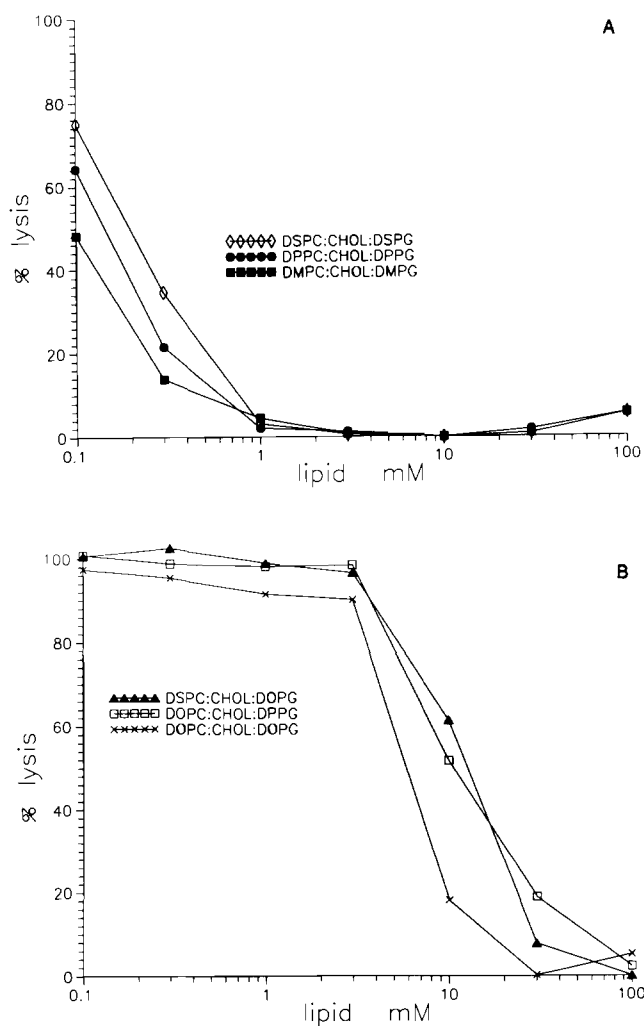 A
100
80
60
40
20
0
% lysis
DSPC:CHOL:DSPG
DPPC:CHOL:DPPG
DMPC:CHOL:DMPG
0.1
1
10
100
lipid mM
B
100
80
60
40
20
0
% lysis
DSPC:CHOL:DOPG
DOPC:CHOL:DPPG
DOPC:CHOL:DOPG
0.1
1
10
100
lipid mM